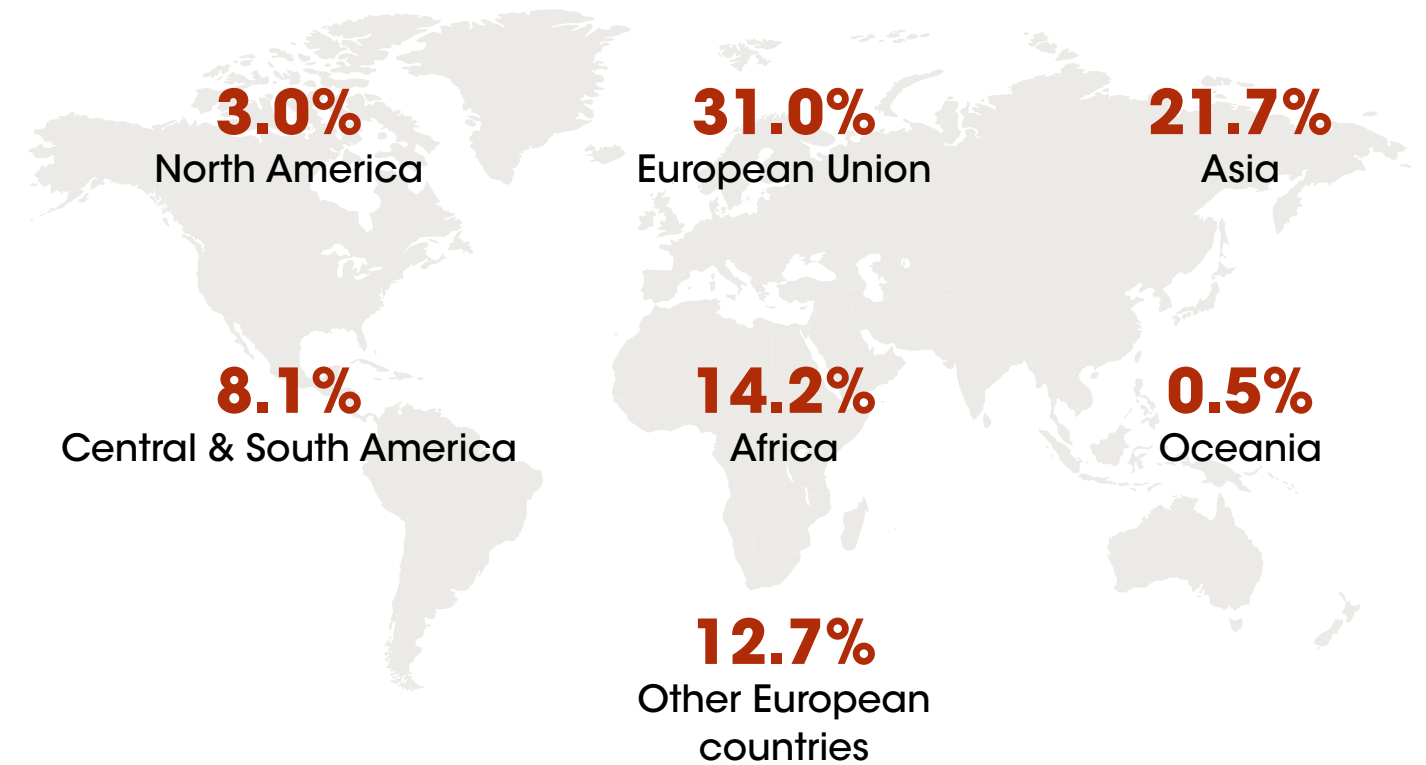 3.0%
North America
31.0%
European Union
21.7%
Asia
8.1%
Central & South America
14.2%
Africa
0.5%
Oceania
12.7%
Other European
countries